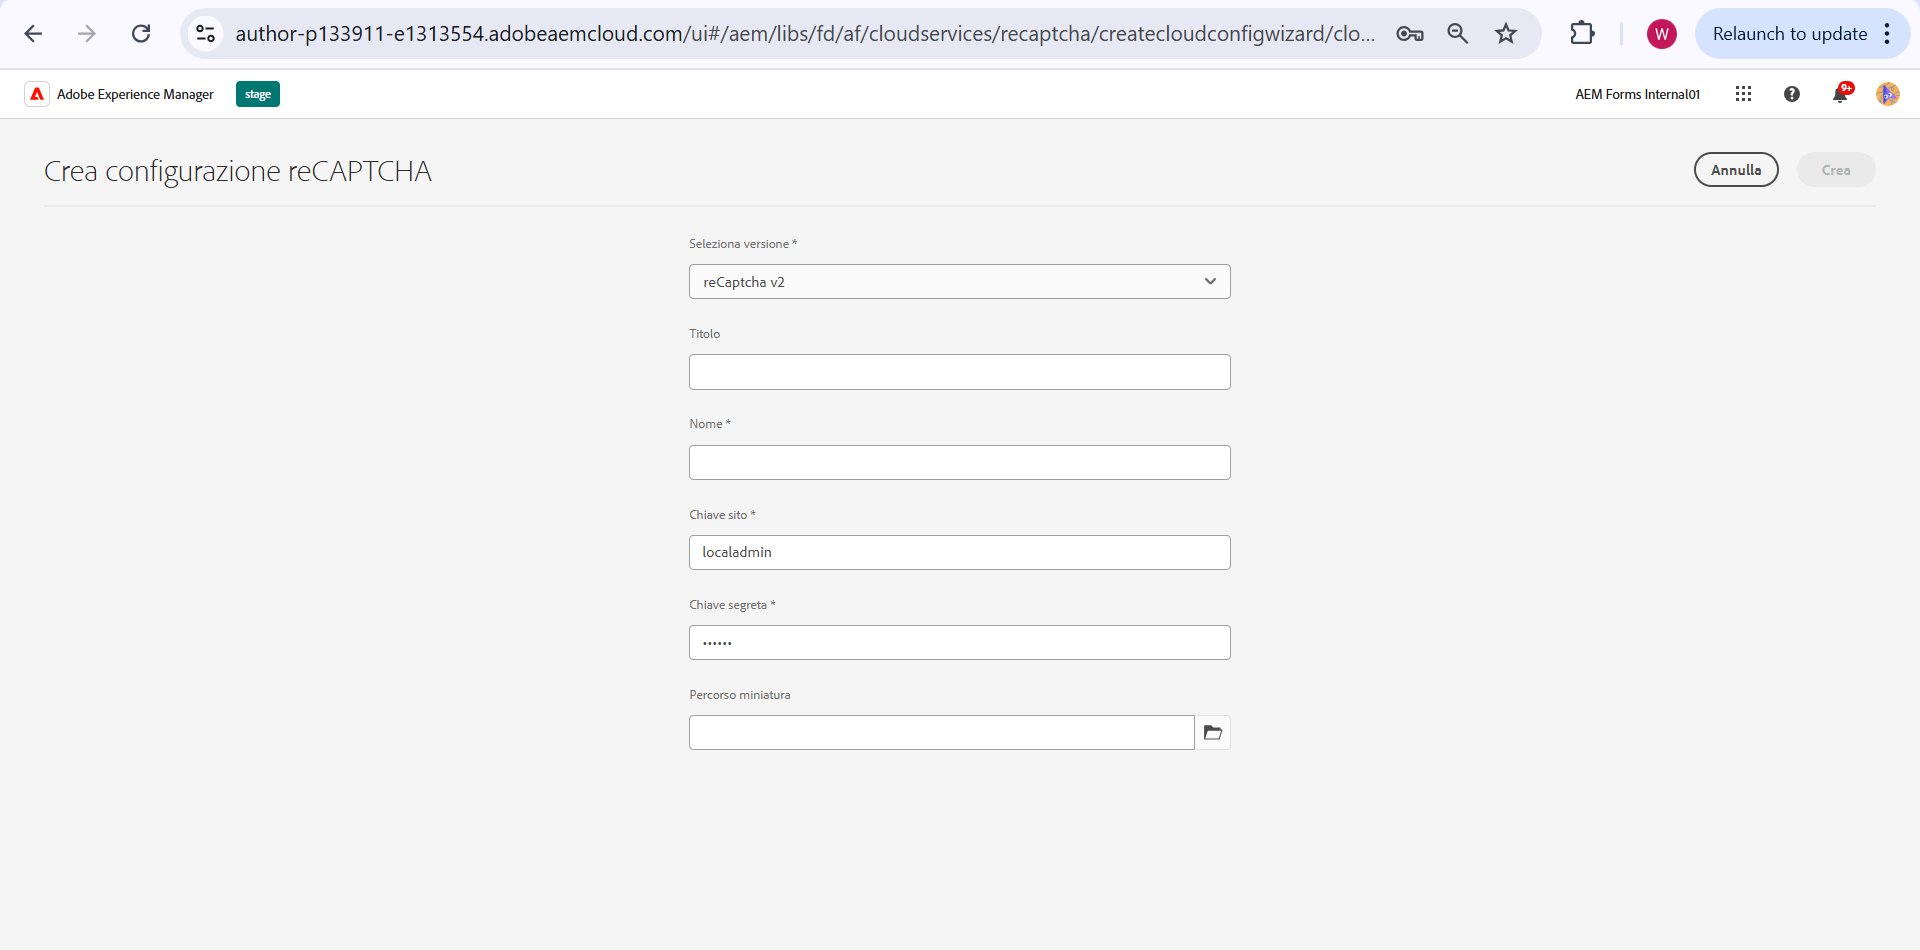 author-p133911-e1313554.adobeaemcloud.com/ui#/aem/libs/fd/af/cloudservices/recaptcha/createcloudconfigwizard/clo...
W
Relaunch to update
Adobe Experience Manager
stage
AEM Forms Internal01
9+
Crea configurazione reCAPTCHA
Annulla
Crea
Seleziona versione *
reCaptcha v2
Titolo
Nome *
Chiave sito *
localadmin
Chiave segreta *
••••••
Percorso miniatura